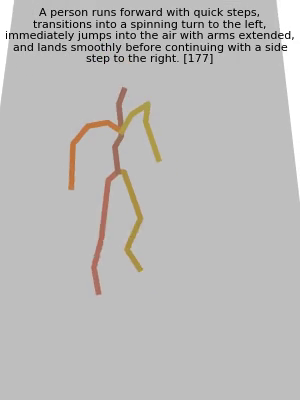 A person runs forward with quick steps,
transitions into a spinning turn to the left,
immediately jumps into the air with arms extended,
and lands smoothly before continuing with a side
step to the right. [177]